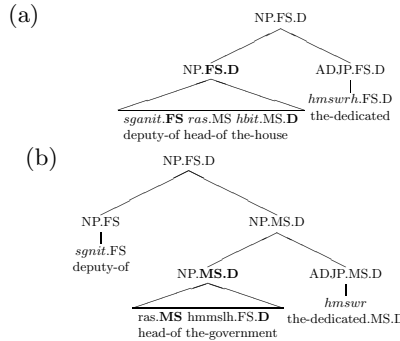 (a)
NP.FS.D
NP.FS.D ADJP.FS.D
sganit.FS ras.MS hbit.MS.D hmswrh.FS.D
deputy-of head-of the-house the-dedicated
(b)
NP.FS.D
NP.FS NP.MS.D
sgnit.FS
deputy-of
NP.MS.D ADJP.MS.D
ras.MS hmmslh.FS.D hmswr
head-of the-government the-dedicated.MS.D